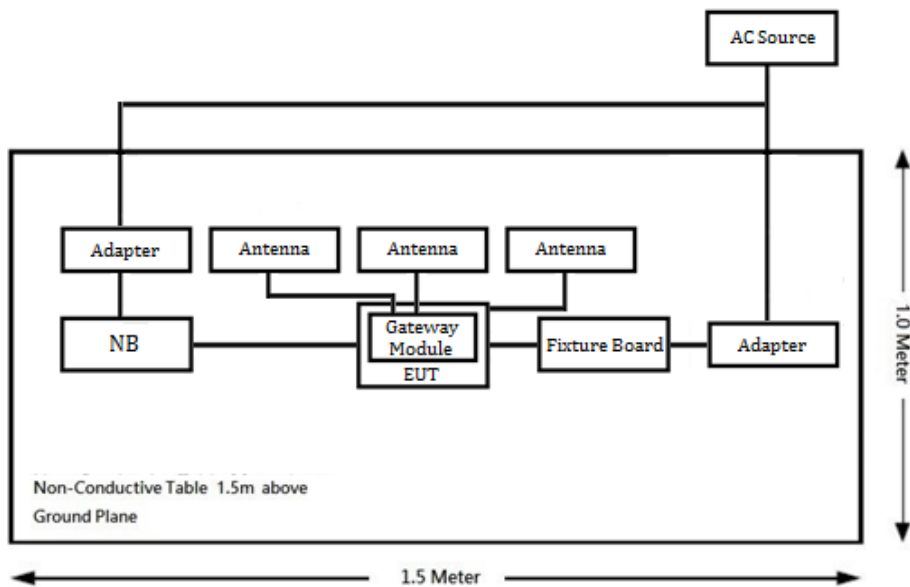 AC Source
Adapter
Antenna
Antenna
Antenna
NB
Gateway
Module
EUT
Fixture Board
Adapter
1.0 Meter
Non-Conductive Table 1.5m above
Ground Plane
1.5 Meter